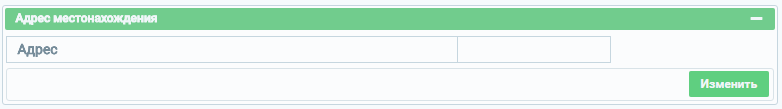 Адрес местонахождения
Адрес
Изменить